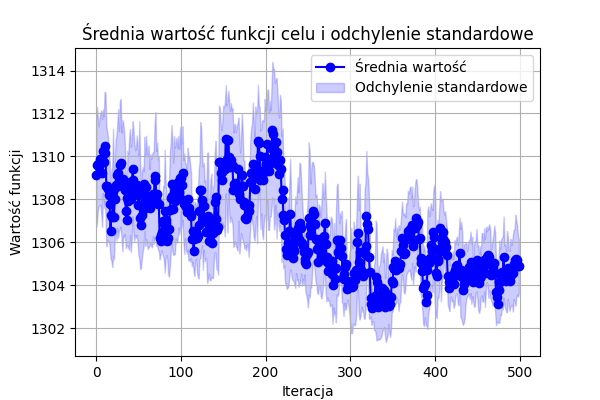 Średnia wartość funkcji celu i odchylenie standardowe
Średnia wartość
Odchylenie standardowe
Wartość funkcji
1314
1312
1310
1308
1306
1304
1302
0 100 200 300 400 500
Iteracja